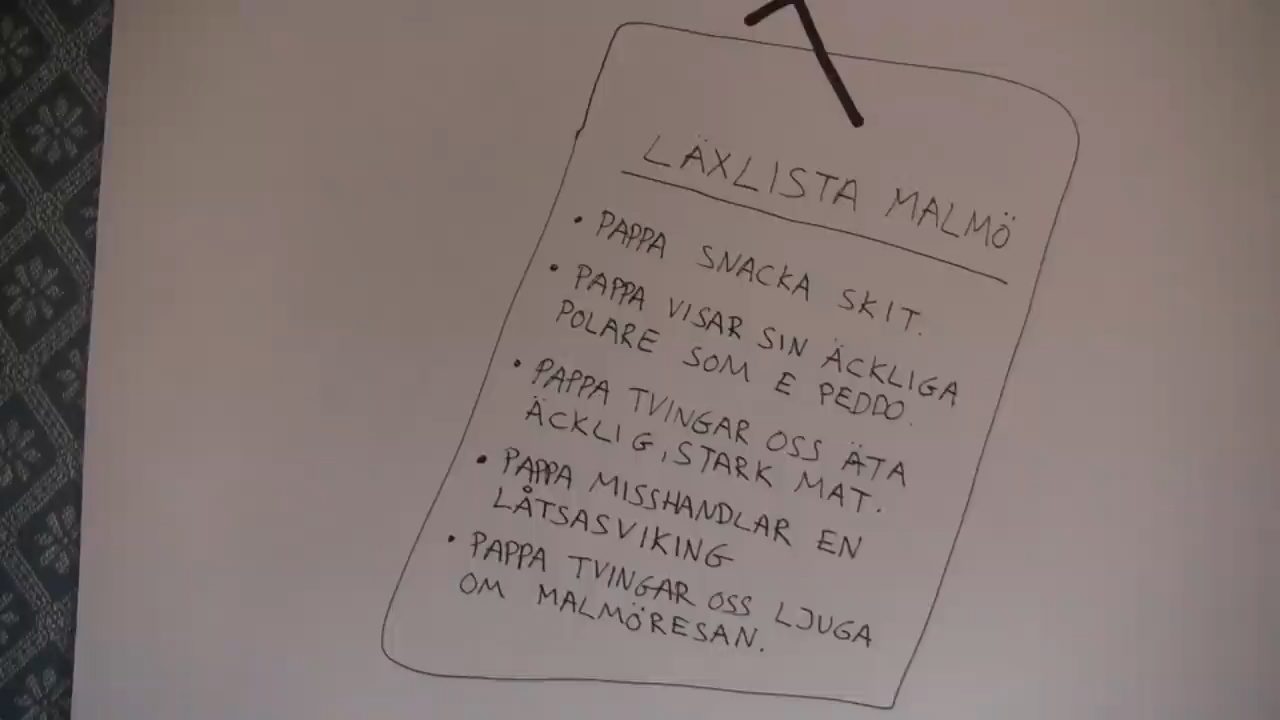 LÄXLISTA MALMÖ
• PAPPA SNACKA SKIT.
• PAPPA VISAR SIN ÄCKLIGA
POLARE SOM E PEDDO.
• PAPPA TVINGAR OSS ÄTA
ÄCKLIG, STARK MAT.
• PAPPA MISSHANDLAR EN
LÅTSASVIKING
• PAPPA TVINGAR OSS LJUGA
OM MALMÖRESAN.